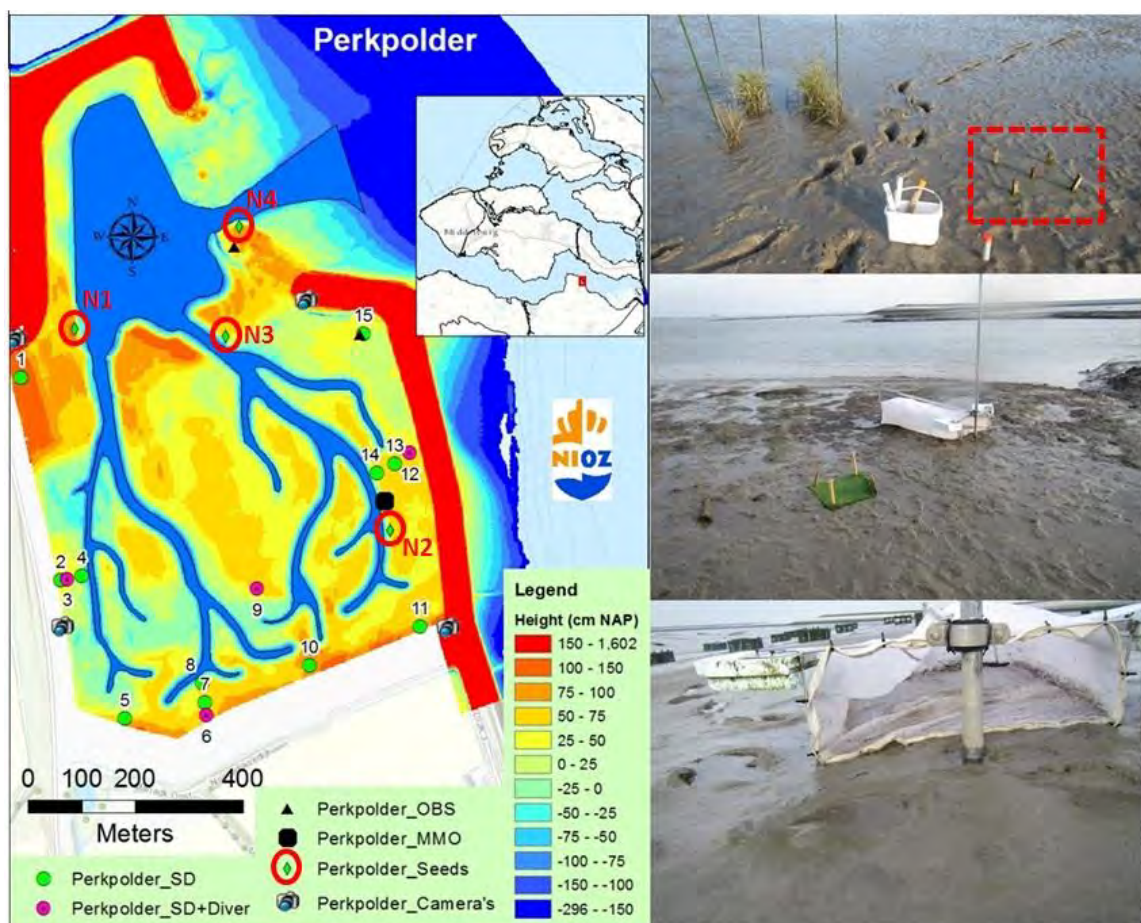 Perkpolder
N
W E
S
Middelburg
N4
N1
N3
15
1
NIOZ
14 13
12
N2
2 4
3
9
11
10
8
7
5
6
0 100 200 400
Meters
Perkpolder_SD
Perkpolder_SD+Diver
Perkpolder_OBS
Perkpolder_MMO
Perkpolder_Seeds
Perkpolder_Camera's
Legend
Height (cm NAP)
150 - 1.602
100 - 150
75 - 100
50 - 75
25 - 50
0 - 25
-25 - 0
-50 - -25
-75 - -50
-100 - -75
-150 - -100
-296 - -150